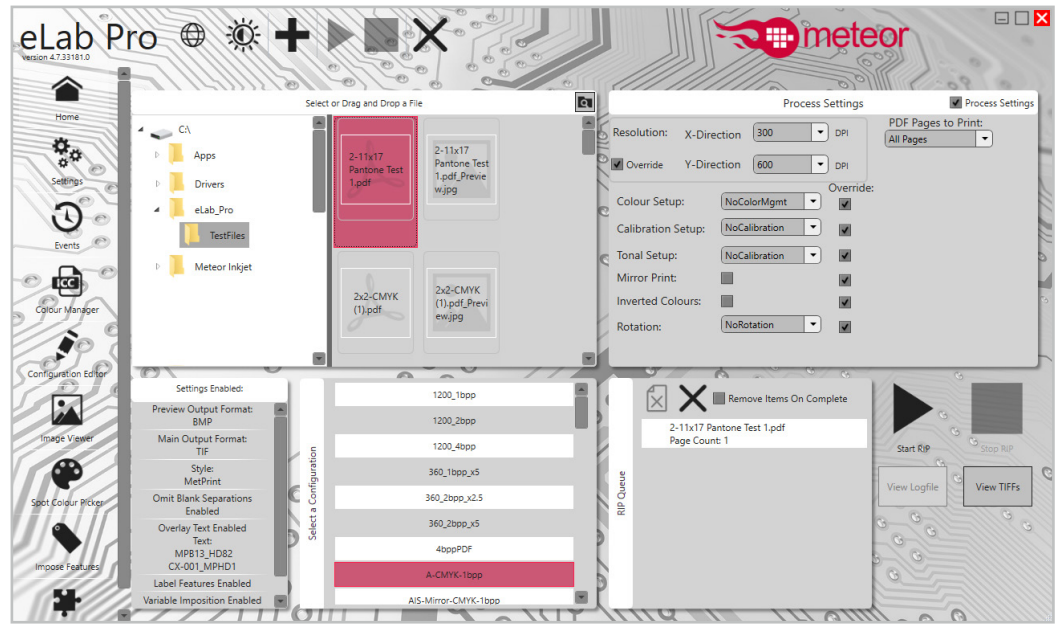 eLab Pro
version 4.7.33181.0
meteor
Home
Settings
Events
ICC
Colour Manager
Configuration Editor
Image Viewer
Spot Colour Picker
Impose Features
Select or Drag and Drop a File
C:\
Apps
Drivers
eLab_Pro
TestFiles
Meteor Inkjet
2-11x17
Pantone Test
1.pdf
2-11x17
Pantone Test
1.pdf_Previe
w.jpg
2x2-CMYK
(1).pdf
2x2-CMYK
(1).pdf_Previ
ew.jpg
Process Settings
Process Settings
Resolution:
X-Direction
300
DPI
Override
Y-Direction
600
DPI
PDF Pages to Print:
All Pages
Override:
Colour Setup:
NoColorMgmt
Calibration Setup:
NoCalibration
Tonal Setup:
NoCalibration
Mirror Print:
Inverted Colours:
Rotation:
NoRotation
Settings Enabled:
Preview Output Format:
BMP
Main Output Format:
TIF
Style:
MetPrint
Omit Blank Separations
Enabled
Overlay Text Enabled
Text:
MPB13_HD82
CX-001_MPHD1
Label Features Enabled
Variable Imposition Enabled
Select a Configuration
1200_1bpp
1200_2bpp
1200_4bpp
360_1bpp_x5
360_2bpp_x2.5
360_2bpp_x5
4bppPDF
A-CMYK-1bpp
AIS-Mirror-CMYK-1bpp
RIP Queue
Remove Items On Complete
2-11x17 Pantone Test 1.pdf
Page Count: 1
Start RIP
Stop RIP
View Logfile
View TIFFs